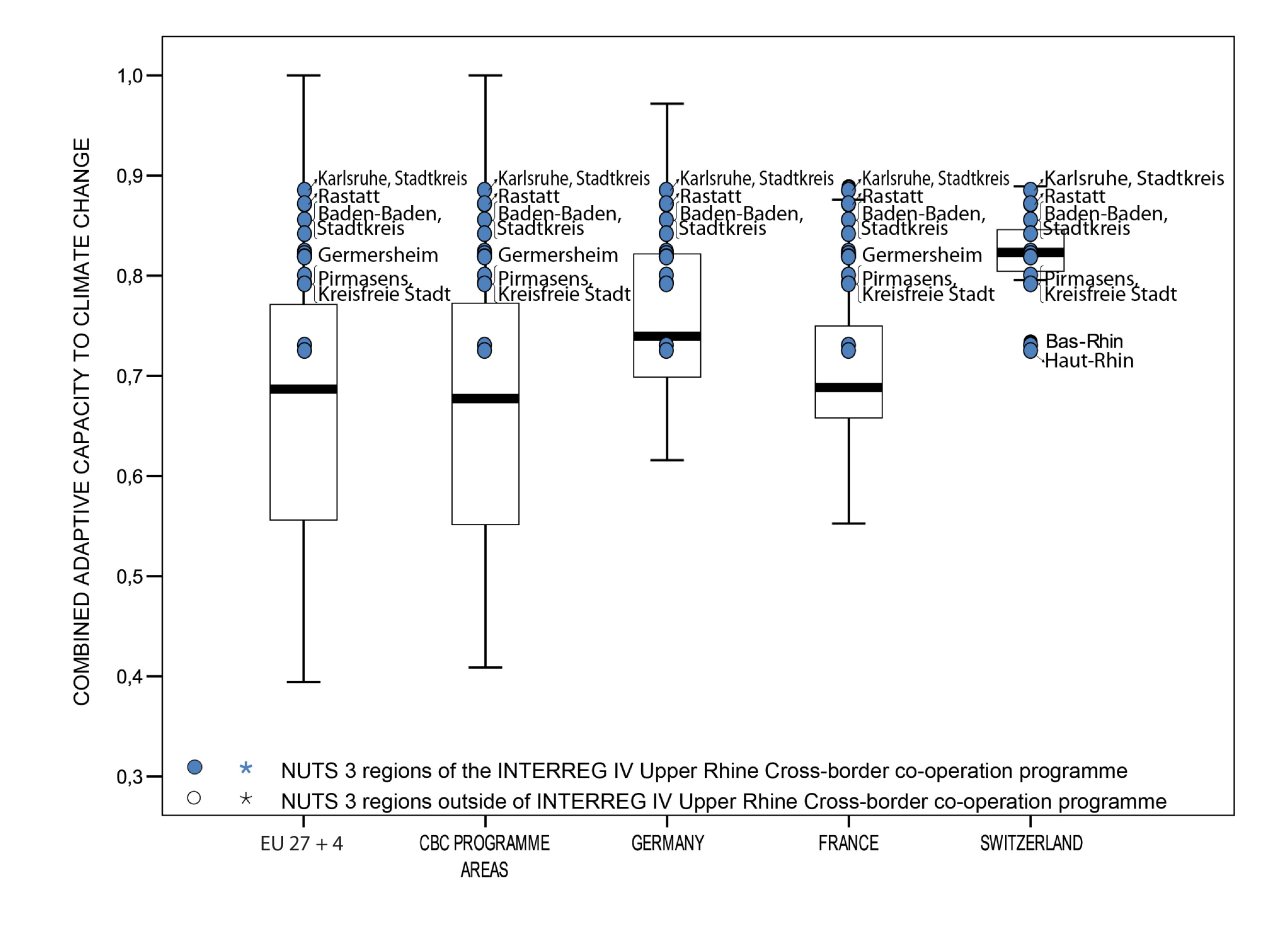 COMBINED ADAPTIVE CAPACITY TO CLIMATE CHANGE
1,0
0,9
0,8
0,7
0,6
0,5
0,4
0,3
Karlsruhe, Stadtkreis
Rastatt
Baden-Baden,
Stadtkreis
Germersheim
Pirmasens,
Kreisfreie Stadt
Karlsruhe, Stadtkreis
Rastatt
Baden-Baden,
Stadtkreis
Germersheim
Pirmasens,
Kreisfreie Stadt
Karlsruhe, Stadtkreis
Rastatt
Baden-Baden,
Stadtkreis
Karlsruhe, Stadtkreis
Rastatt
Baden-Baden,
Stadtkreis
Germersheim
Pirmasens,
Kreisfreie Stadt
Karlsruhe, Stadtkreis
Rastatt
Baden-Baden,
Stadtkreis
Pirmasens,
Kreisfreie Stadt
Bas-Rhin
Haut-Rhin
NUTS 3 regions of the INTERREG IV Upper Rhine Cross-border co-operation programme
NUTS 3 regions outside of INTERREG IV Upper Rhine Cross-border co-operation programme
EU 27 + 4
CBC PROGRAMME
AREAS
GERMANY
FRANCE
SWITZERLAND